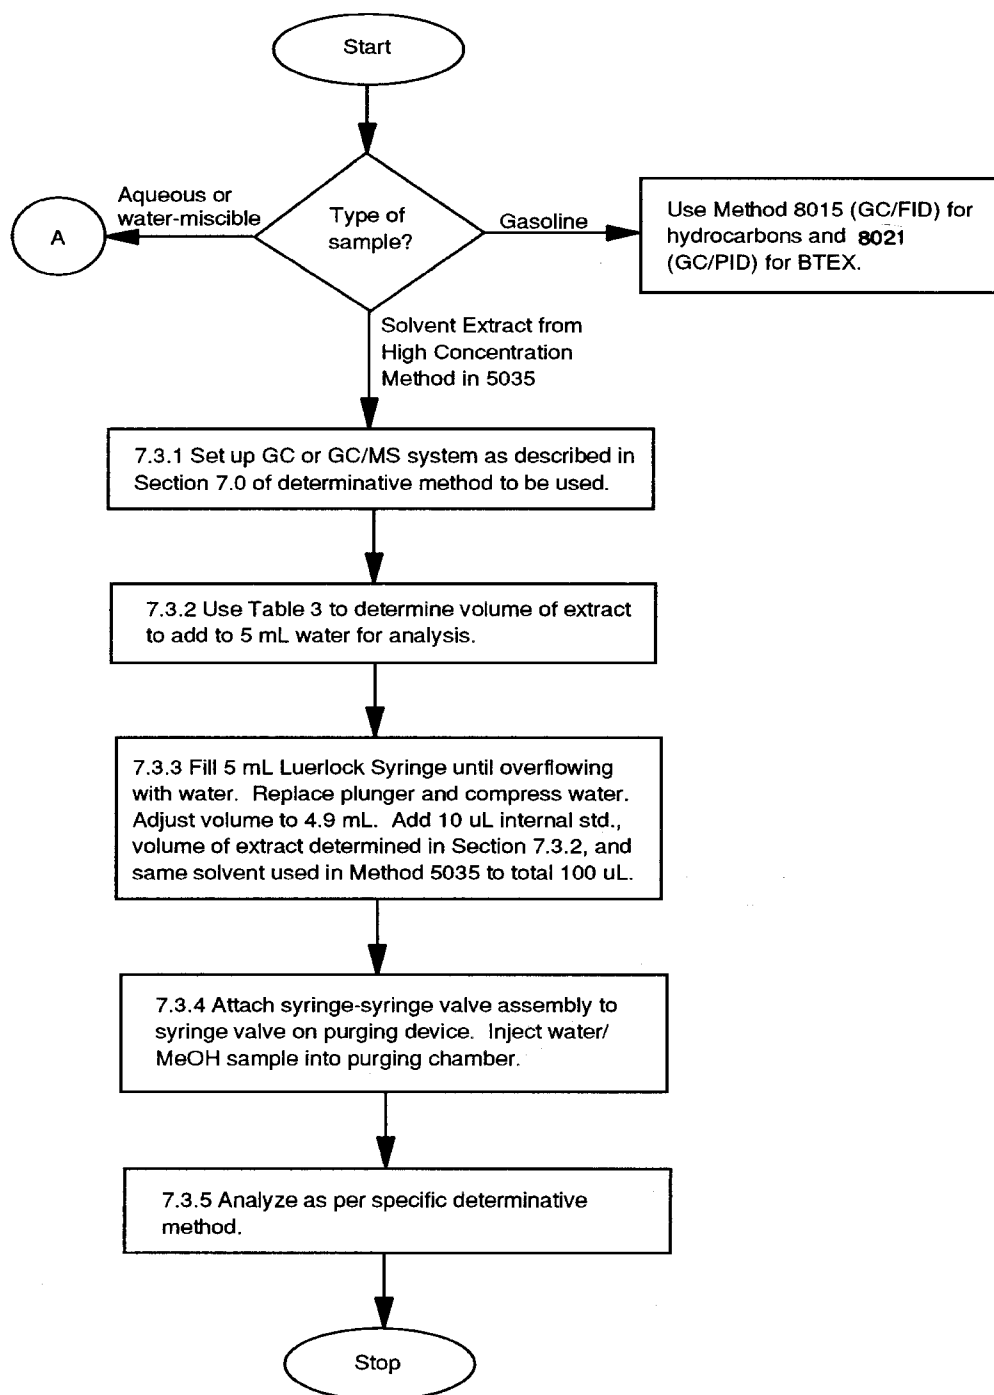 Start
Aqueous or
water-miscible
A
Type of
sample?
Gasoline
Use Method 8015 (GC/FID) for
hydrocarbons and 8021
(GC/PID) for BTEX.
Solvent Extract from
High Concentration
Method in 5035
7.3.1 Set up GC or GC/MS system as described in
Section 7.0 of determinative method to be used.
7.3.2 Use Table 3 to determine volume of extract
to add to 5 mL water for analysis.
7.3.3 Fill 5 mL Luerlock Syringe until overflowing
with water. Replace plunger and compress water.
Adjust volume to 4.9 mL. Add 10 uL internal std.,
volume of extract determined in Section 7.3.2, and
same solvent used in Method 5035 to total 100 uL.
7.3.4 Attach syringe-syringe valve assembly to
syringe valve on purging device. Inject water/
MeOH sample into purging chamber.
7.3.5 Analyze as per specific determinative
method.
Stop